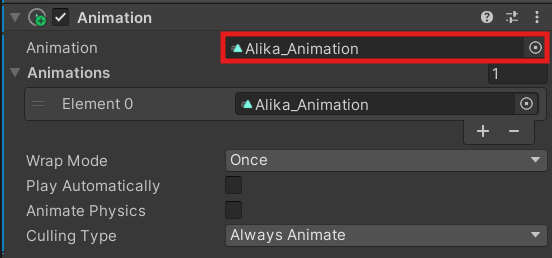 Animation
Animation Alika_Animation
Animations 1
Element 0 Alika_Animation
Wrap Mode Once
Play Automatically
Animate Physics
Culling Type Always Animate